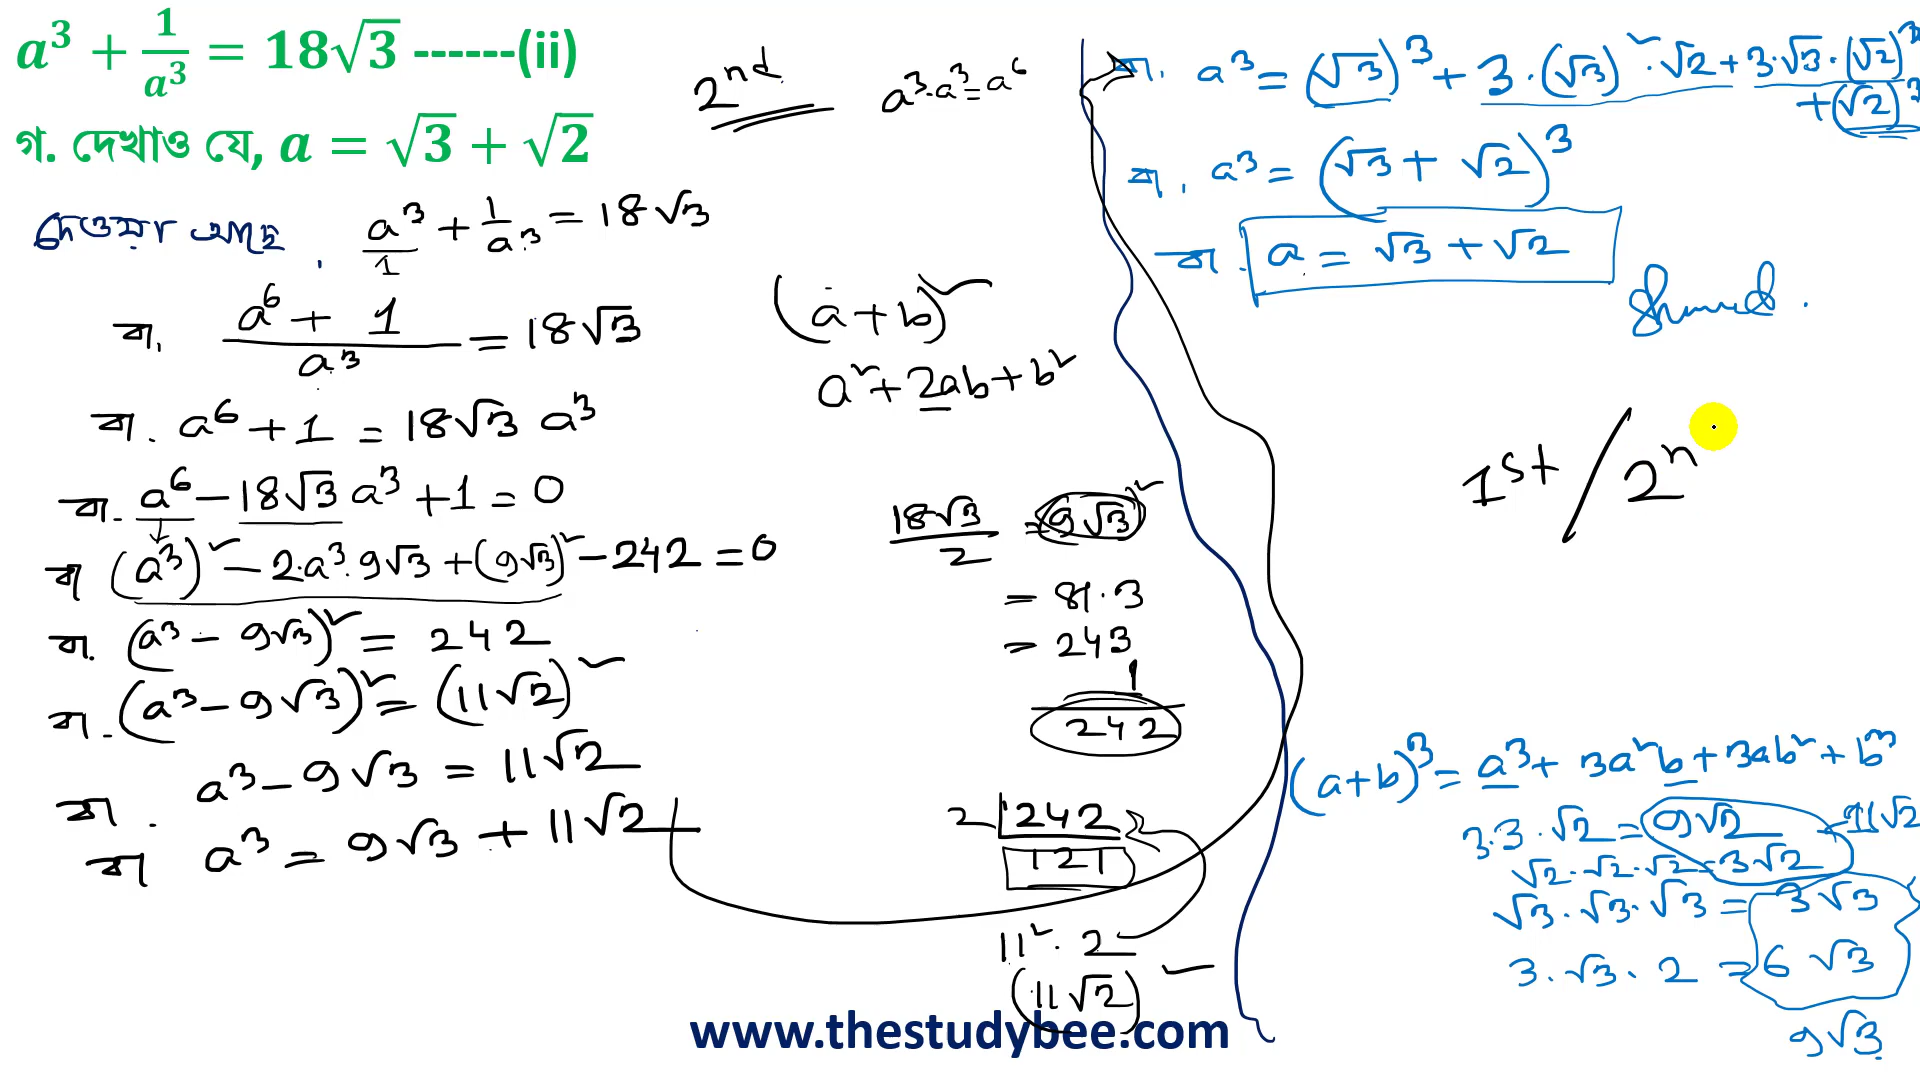 a³ + 1/a³ = 18√3 ------(ii)
গ. দেখাও যে, a = √3 + √2
2nd
a³·a³=a⁶
দেওয়া আছে, a³/1 + 1/a³ = 18√3
বা, (a⁶ + 1)/a³ = 18√3
বা. a⁶ + 1 = 18√3 a³
বা. a⁶ - 18√3 a³ + 1 = 0
বা (a³)² - 2·a³·9√3 + (9√3)² - 242 = 0
বা. (a³ - 9√3)² = 242
বা. (a³ - 9√3)² = (11√2)²
বা. a³ - 9√3 = 11√2
বা a³ = 9√3 + 11√2
(a+b)²
a²+2ab+b²
18√3/2 = (9√3)²
= 81·3
= 243
1
242
2 | 242
121
11²·2
(11√2)²
বা. a³ = (√3)³ + 3·(√3)²·√2 + 3·√3·(√2)²
+ (√2)³
বা. a³ = (√3 + √2)³
বা. a = √3 + √2
1st / 2n
(a+b)³ = a³ + 3a²b + 3ab² + b³
3·3·√2 = 9√2 11√2
√2·√2·√2 = 3√2
√3·√3·√3 = 3√3
3·√3·2 = 6√3
9√3
www.thestudybee.com